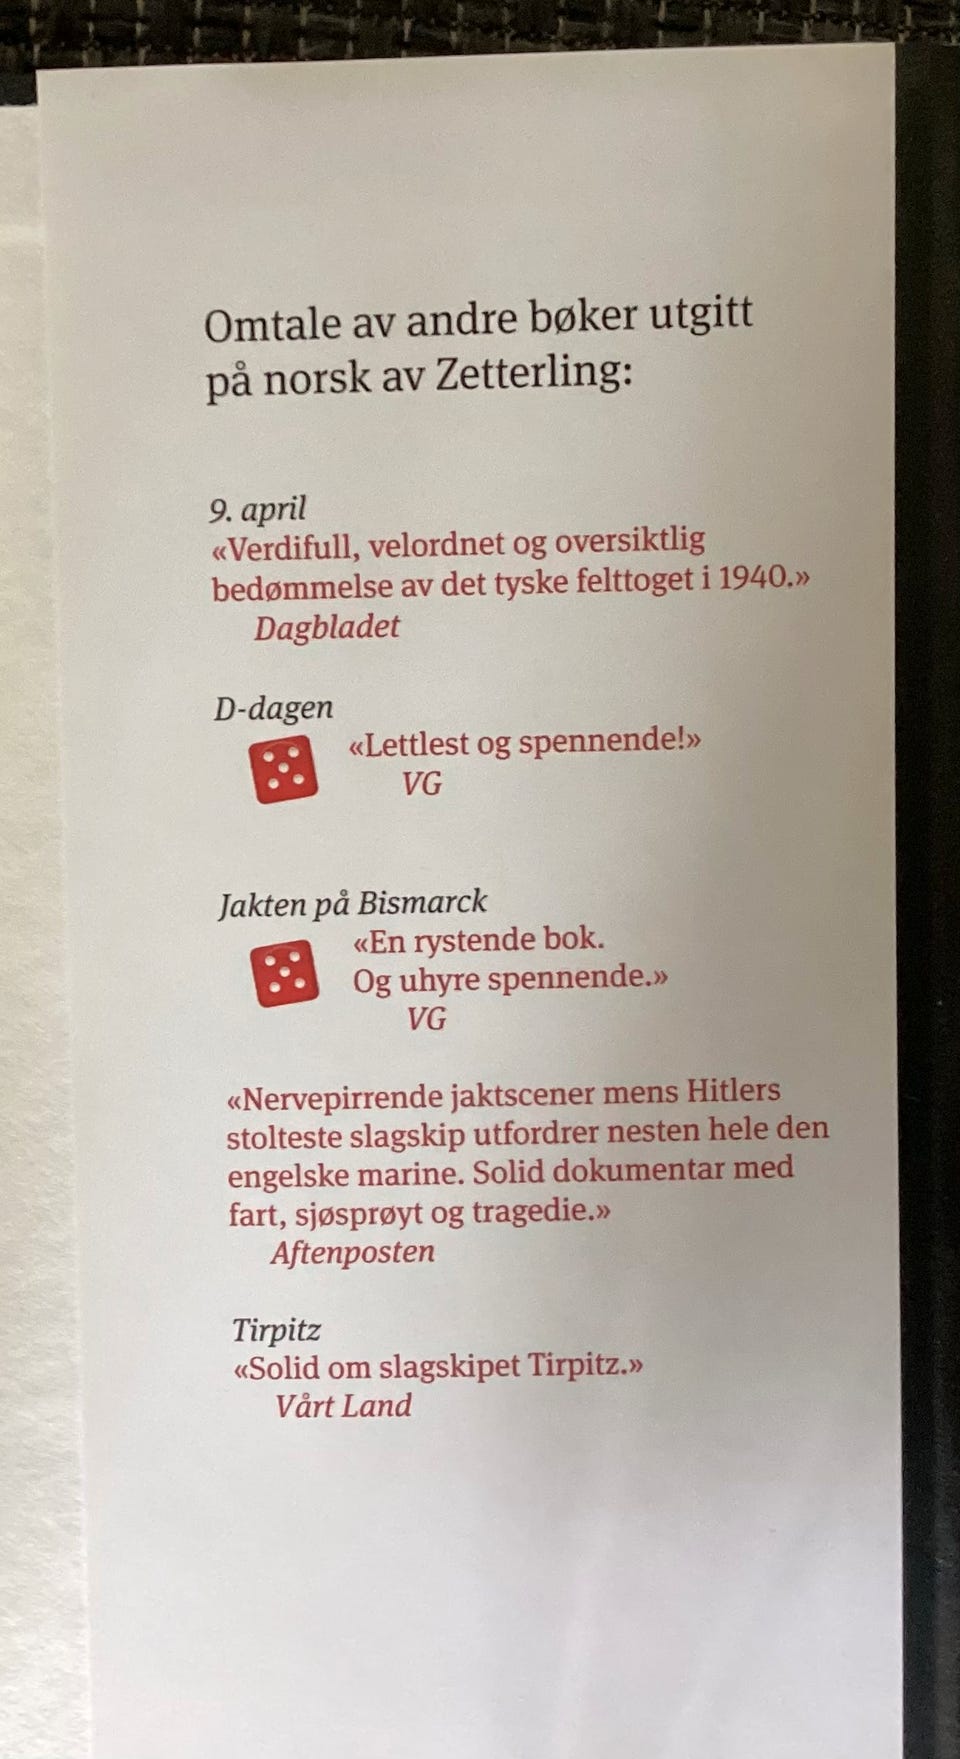 Omtale av andre bøker utgitt
på norsk av Zetterling:
9. april
«Verdifull, velordnet og oversiktlig
bedømmelse av det tyske felttoget i 1940.»
Dagbladet
D-dagen
«Lettlest og spennende!»
VG
Jakten på Bismarck
«En rystende bok.
Og uhyre spennende.»
VG
«Nervepirrende jaktscener mens Hitlers
stolteste slagskip utfordrer nesten hele den
engelske marine. Solid dokumentar med
fart, sjøsprøyt og tragedie.»
Aftenposten
Tirpitz
«Solid om slagskipet Tirpitz.»
Vårt Land